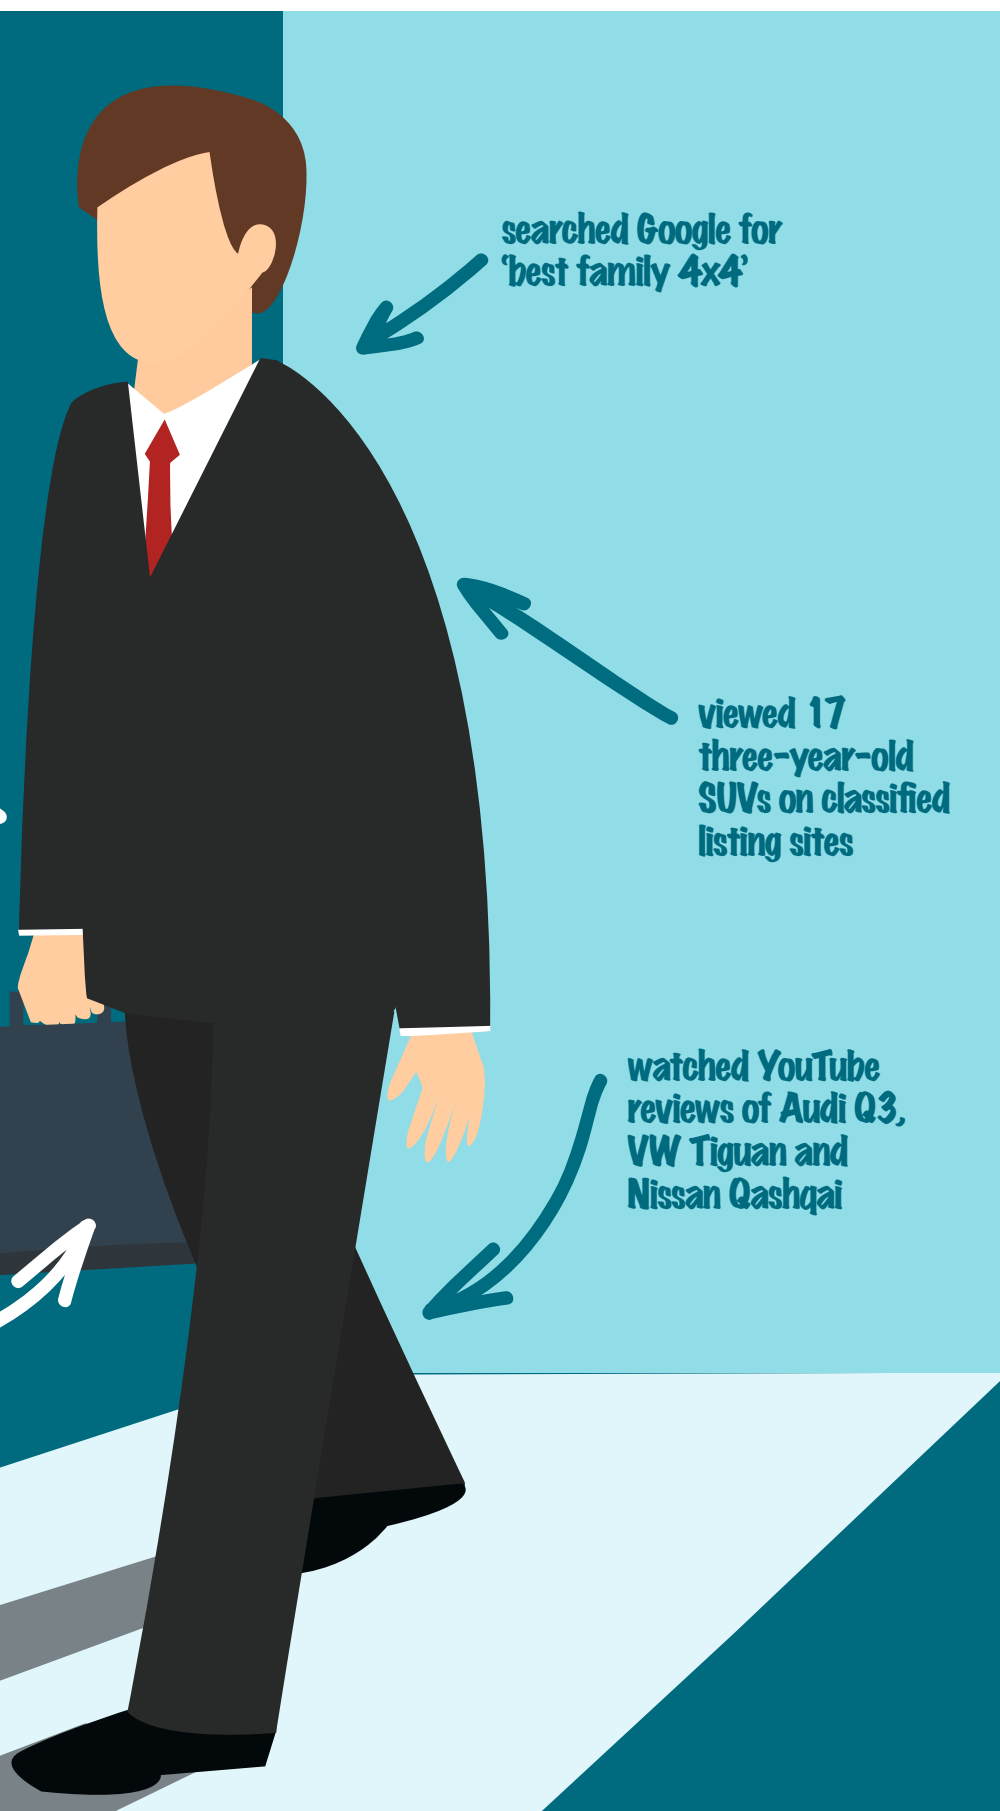 searched Google for
‘best family 4x4’
viewed 17
three-year-old
SUVs on classified
listing sites
watched YouTube
reviews of Audi Q3,
VW Tiguan and
Nissan Qashqai